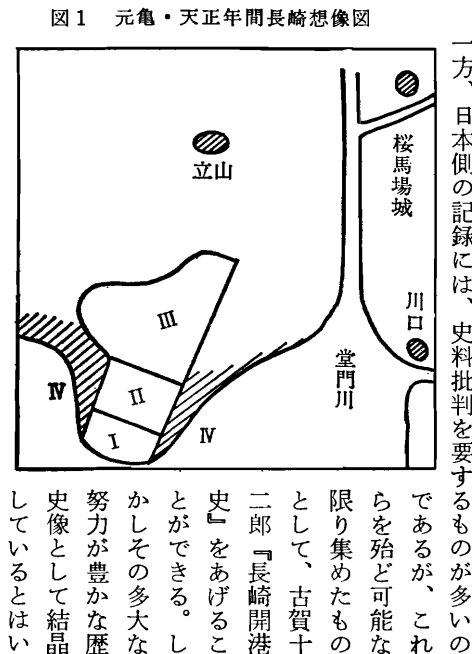 図1 元亀・天正年間長崎想像図
立山
桜馬場城
川口
堂門川
Ⅲ
Ⅱ
Ⅰ
Ⅳ
Ⅳ
一方、日本側の記録には、史料批判を要するものが多いの
であるが、これ
らを殆ど可能な
限り集めたもの
として、古賀十
二郎『長崎開港
史』をあげるこ
とができる。し
かしその多大な
努力が豊かな歴
史像として結晶
しているとはい